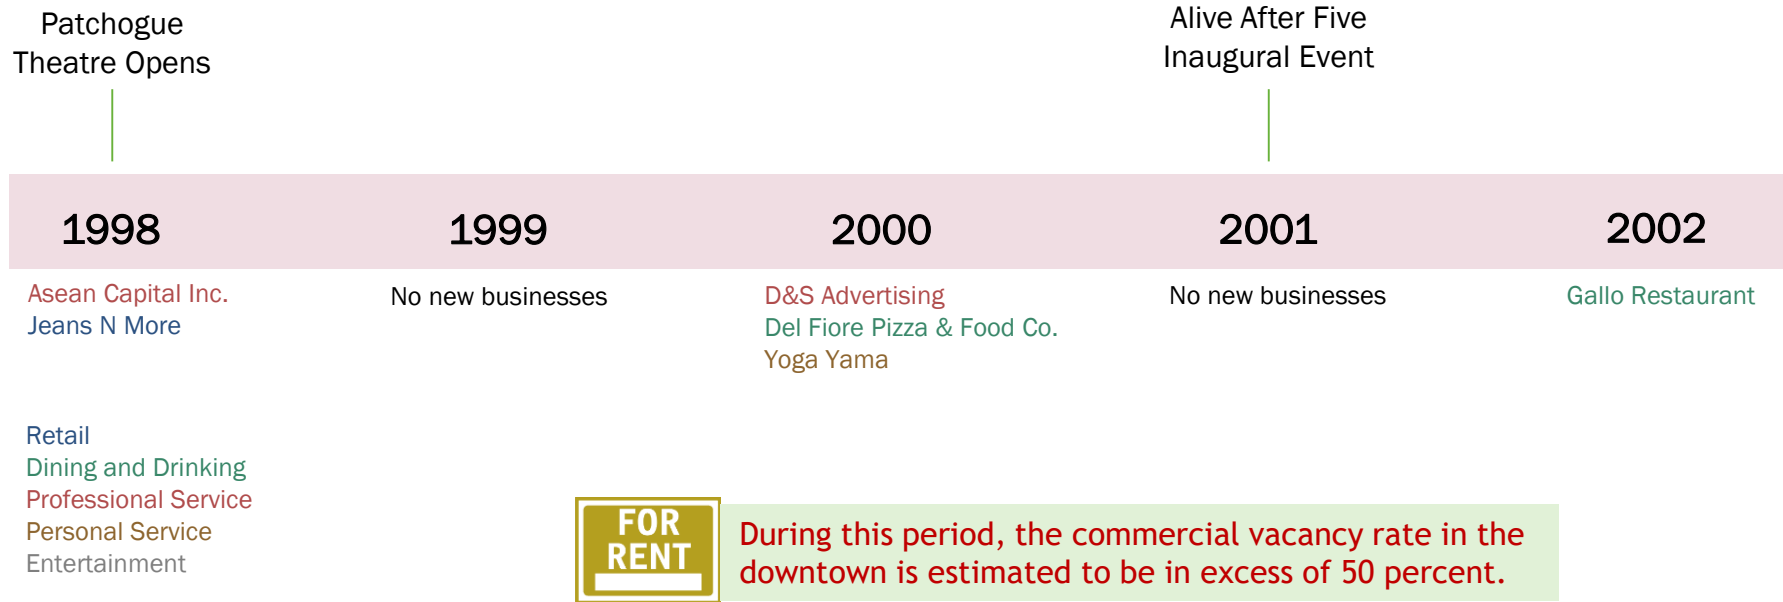 Patchogue
Theatre Opens
Alive After Five
Inaugural Event
1998
1999
2000
2001
2002
Asean Capital Inc.
Jeans N More
No new businesses
D&S Advertising
Del Fiore Pizza & Food Co.
Yoga Yama
No new businesses
Gallo Restaurant
Retail
Dining and Drinking
Professional Service
Personal Service
Entertainment
FOR
RENT
During this period, the commercial vacancy rate in the
downtown is estimated to be in excess of 50 percent.